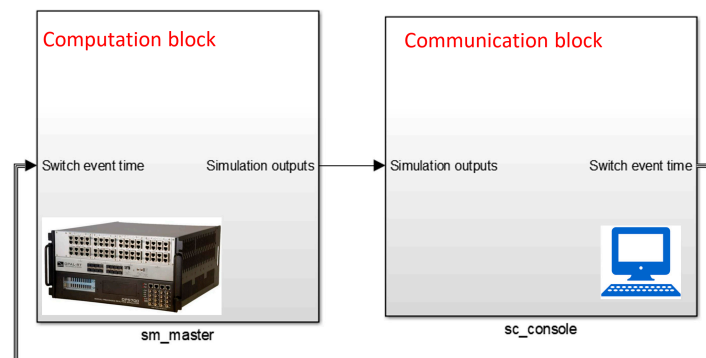 Computation block
Communication block
Switch event time
Simulation outputs
Simulation outputs
Switch event time
sm_master
sc_console